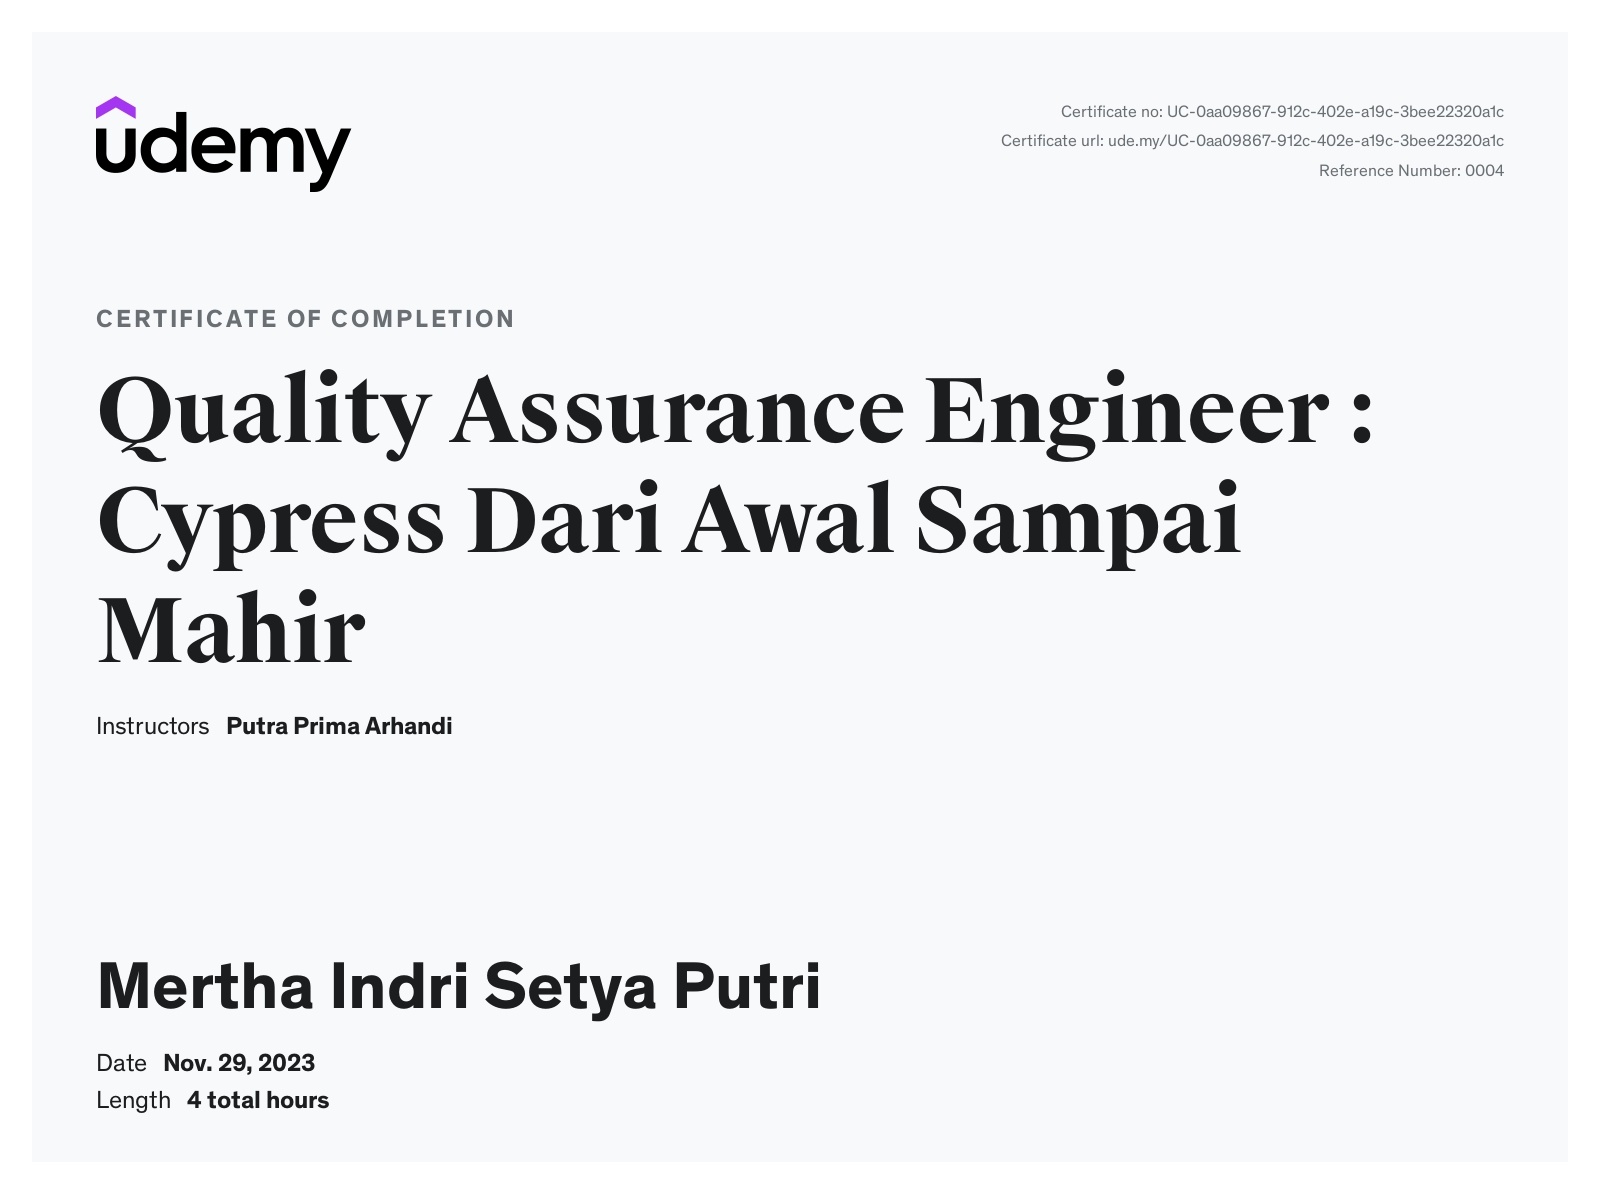 udemy
Certificate no: UC-0aa09867-912c-402e-a19c-3bee22320a1c
Certificate url: ude.my/UC-0aa09867-912c-402e-a19c-3bee22320a1c
Reference Number: 0004
CERTIFICATE OF COMPLETION
Quality Assurance Engineer :
Cypress Dari Awal Sampai
Mahir
Instructors Putra Prima Arhandi
Mertha Indri Setya Putri
Date Nov. 29, 2023
Length 4 total hours